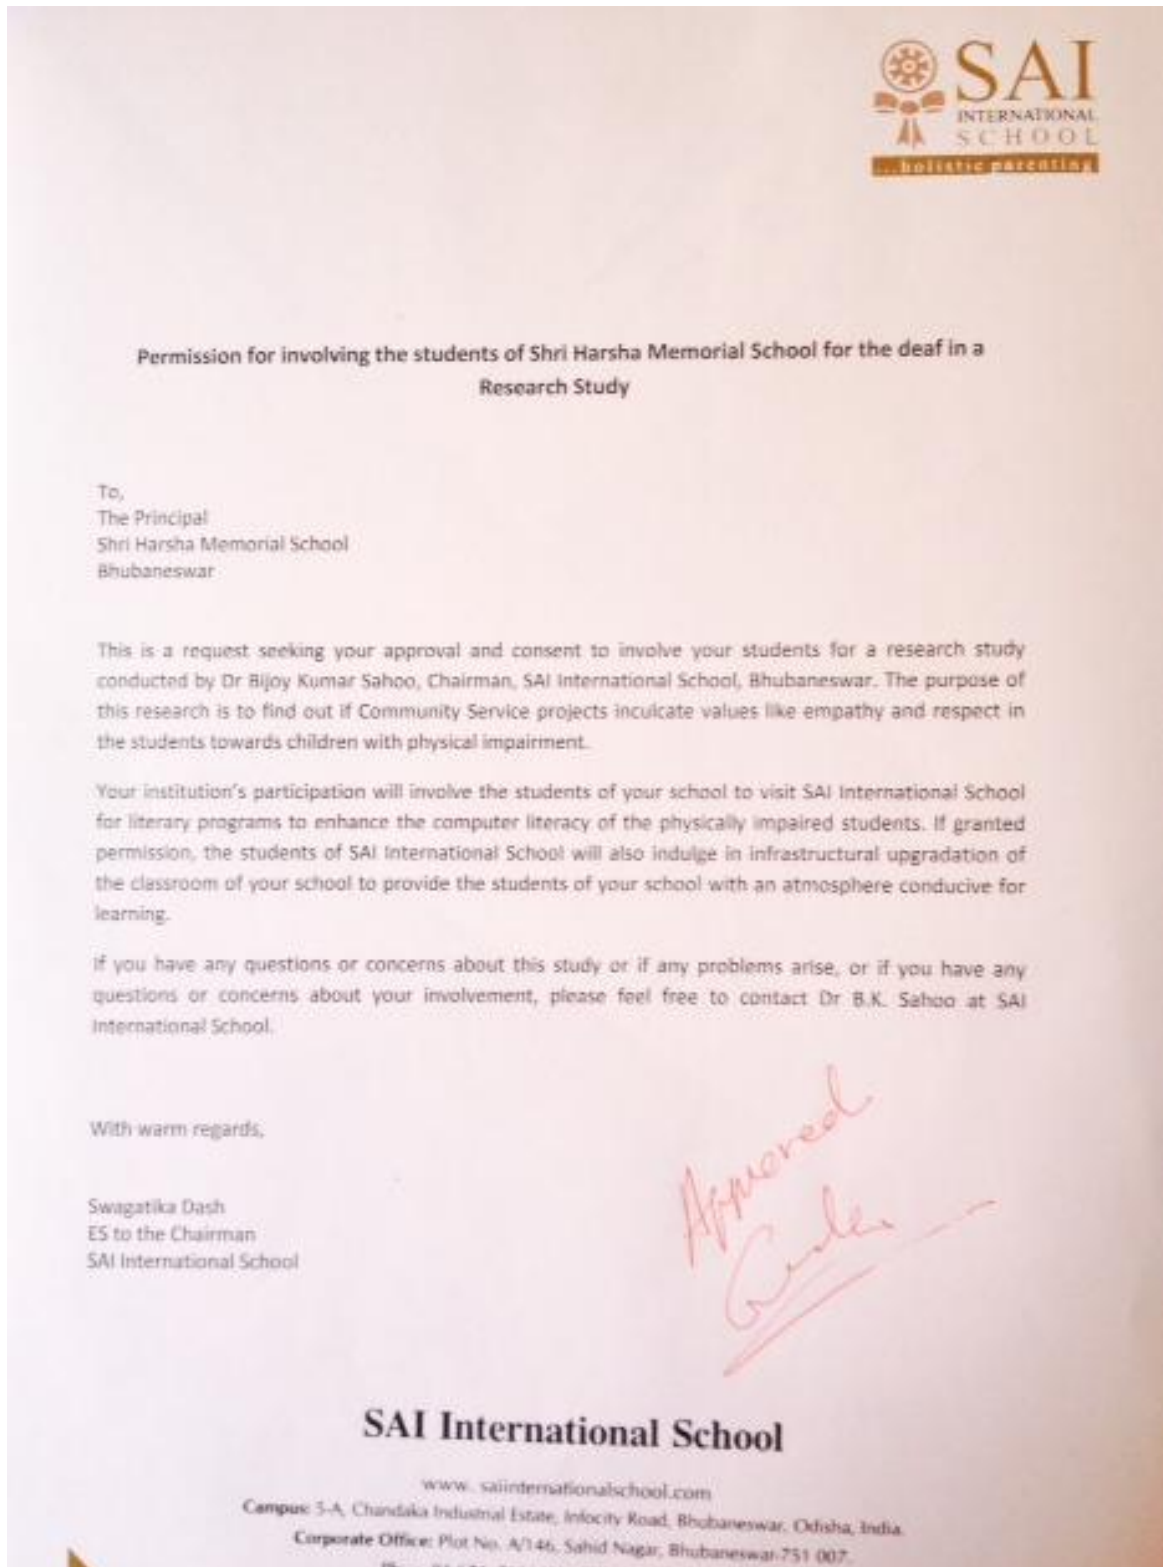 SAI
INTERNATIONAL
SCHOOL
...holistic parenting
Permission for involving the students of Shri Harsha Memorial School for the deaf in a
Research Study
To,
The Principal
Shri Harsha Memorial School
Bhubaneswar
This is a request seeking your approval and consent to involve your students for a research study
conducted by Dr Bijoy Kumar Sahoo, Chairman, SAI International School, Bhubaneswar. The purpose of
this research is to find out if Community Service projects inculcate values like empathy and respect in
the students towards children with physical impairment.
Your institution's participation will involve the students of your school to visit SAI International School
for literary programs to enhance the computer literacy of the physically impaired students. If granted
permission, the students of SAI International School will also indulge in infrastructural upgradation of
the classroom of your school to provide the students of your school with an atmosphere conducive for
learning.
If you have any questions or concerns about this study or if any problems arise, or if you have any
questions or concerns about your involvement, please feel free to contact Dr B.K. Sahoo at SAI
International School.
With warm regards,
Approved
Swagatika Dash
ES to the Chairman
SAI International School
SAI International School
www. saiinternationalschool.com
Campus: 5-A, Chandaka Industrial Estate, Infocity Road, Bhubaneswar, Odisha, India.
Corporate Office: Plot No. A/146, Sahid Nagar, Bhubaneswar-751 007.